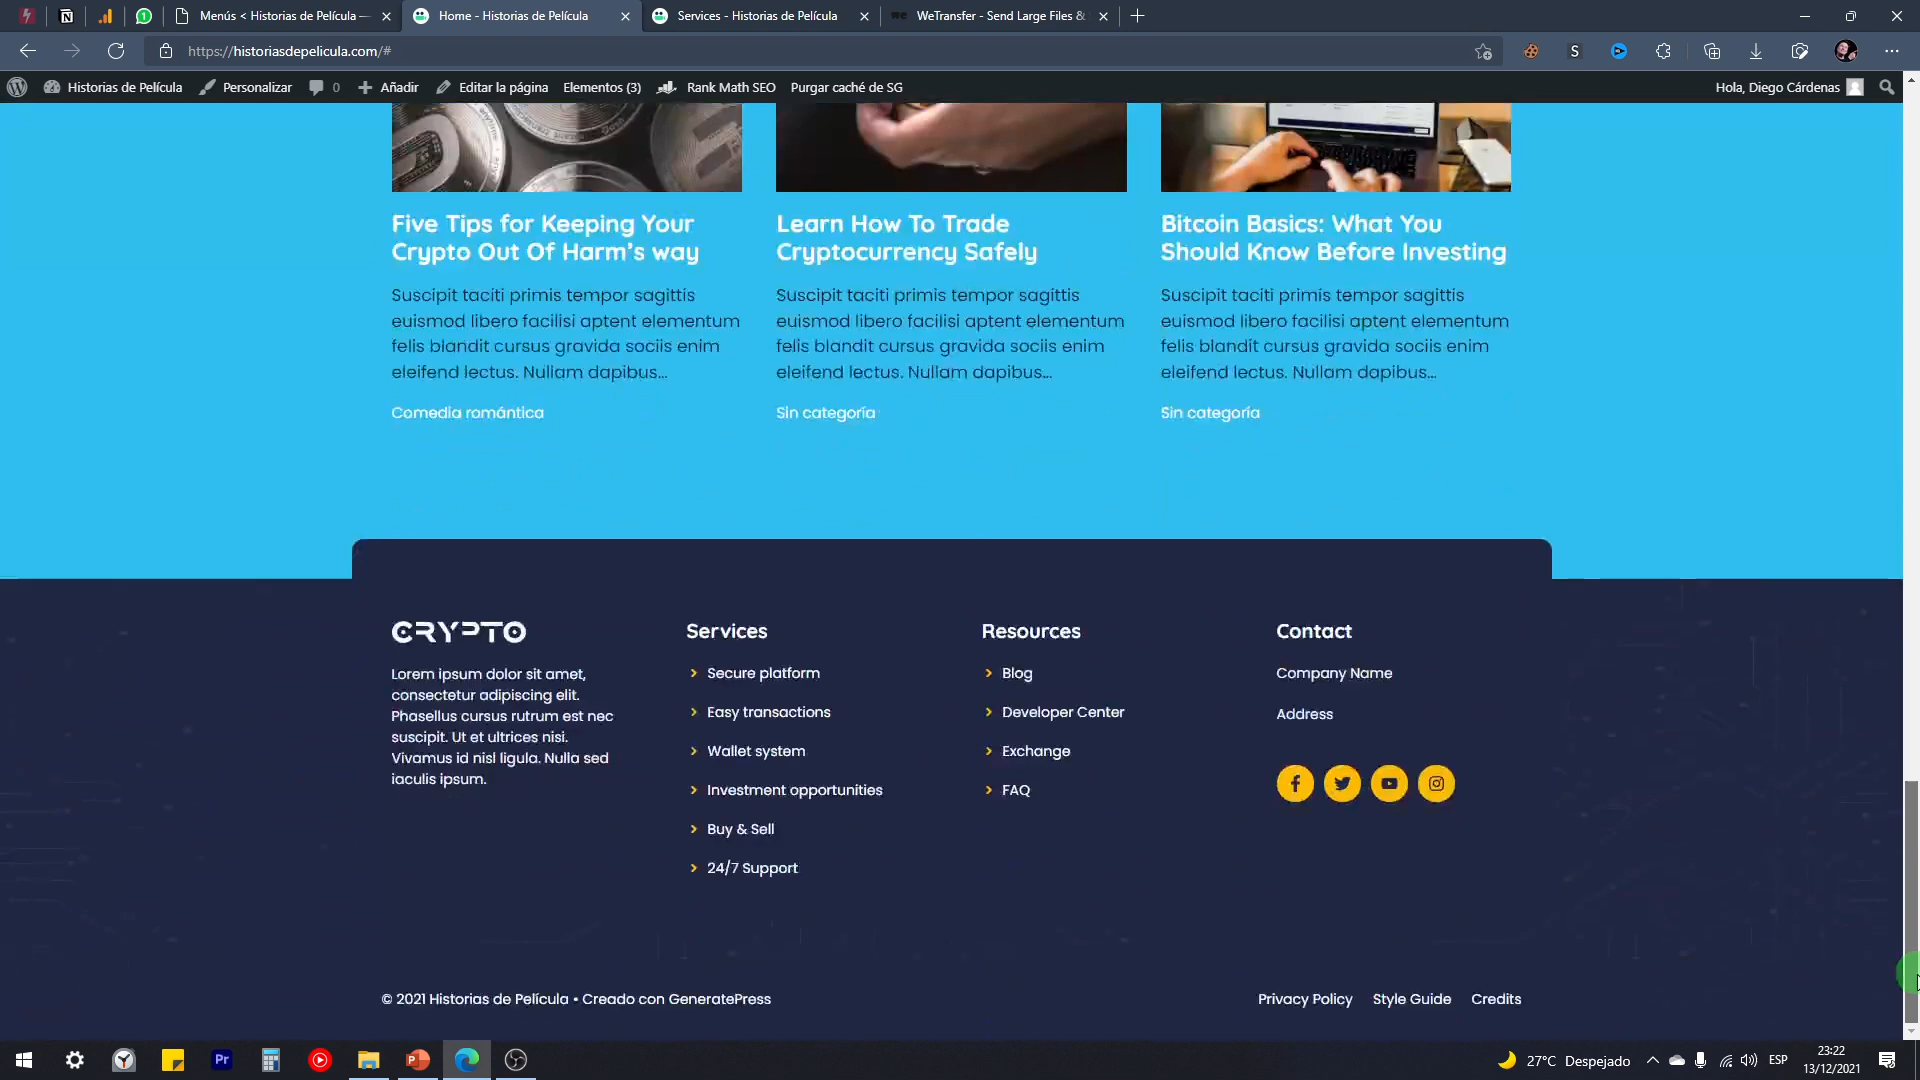 Menús < Historias de Película —
Home - Historias de Película
Services - Historias de Película
WeTransfer - Send Large Files &
https://historiasdepelicula.com/#
Historias de Película
Personalizar
0
Añadir
Editar la página
Elementos (3)
Rank Math SEO
Purgar caché de SG
Hola, Diego Cárdenas
Five Tips for Keeping Your
Crypto Out Of Harm's way
Suscipit taciti primis tempor sagittis
euismod libero facilisi aptent elementum
felis blandit cursus gravida sociis enim
eleifend lectus. Nullam dapibus...
Comedia romántica
Learn How To Trade
Cryptocurrency Safely
Suscipit taciti primis tempor sagittis
euismod libero facilisi aptent elementum
felis blandit cursus gravida sociis enim
eleifend lectus. Nullam dapibus...
Sin categoría
Bitcoin Basics: What You
Should Know Before Investing
Suscipit taciti primis tempor sagittis
euismod libero facilisi aptent elementum
felis blandit cursus gravida sociis enim
eleifend lectus. Nullam dapibus...
Sin categoría
CRYPTO
Lorem ipsum dolor sit amet,
consectetur adipiscing elit.
Phasellus cursus rutrum est nec
suscipit. Ut et ultrices nisi.
Vivamus id nisl ligula. Nulla sed
iaculis ipsum.
Services
Secure platform
Easy transactions
Wallet system
Investment opportunities
Buy & Sell
24/7 Support
Resources
Blog
Developer Center
Exchange
FAQ
Contact
Company Name
Address
© 2021 Historias de Película • Creado con GeneratePress
Privacy Policy
Style Guide
Credits
Pr
27°C Despejado
ESP
23:22
13/12/2021